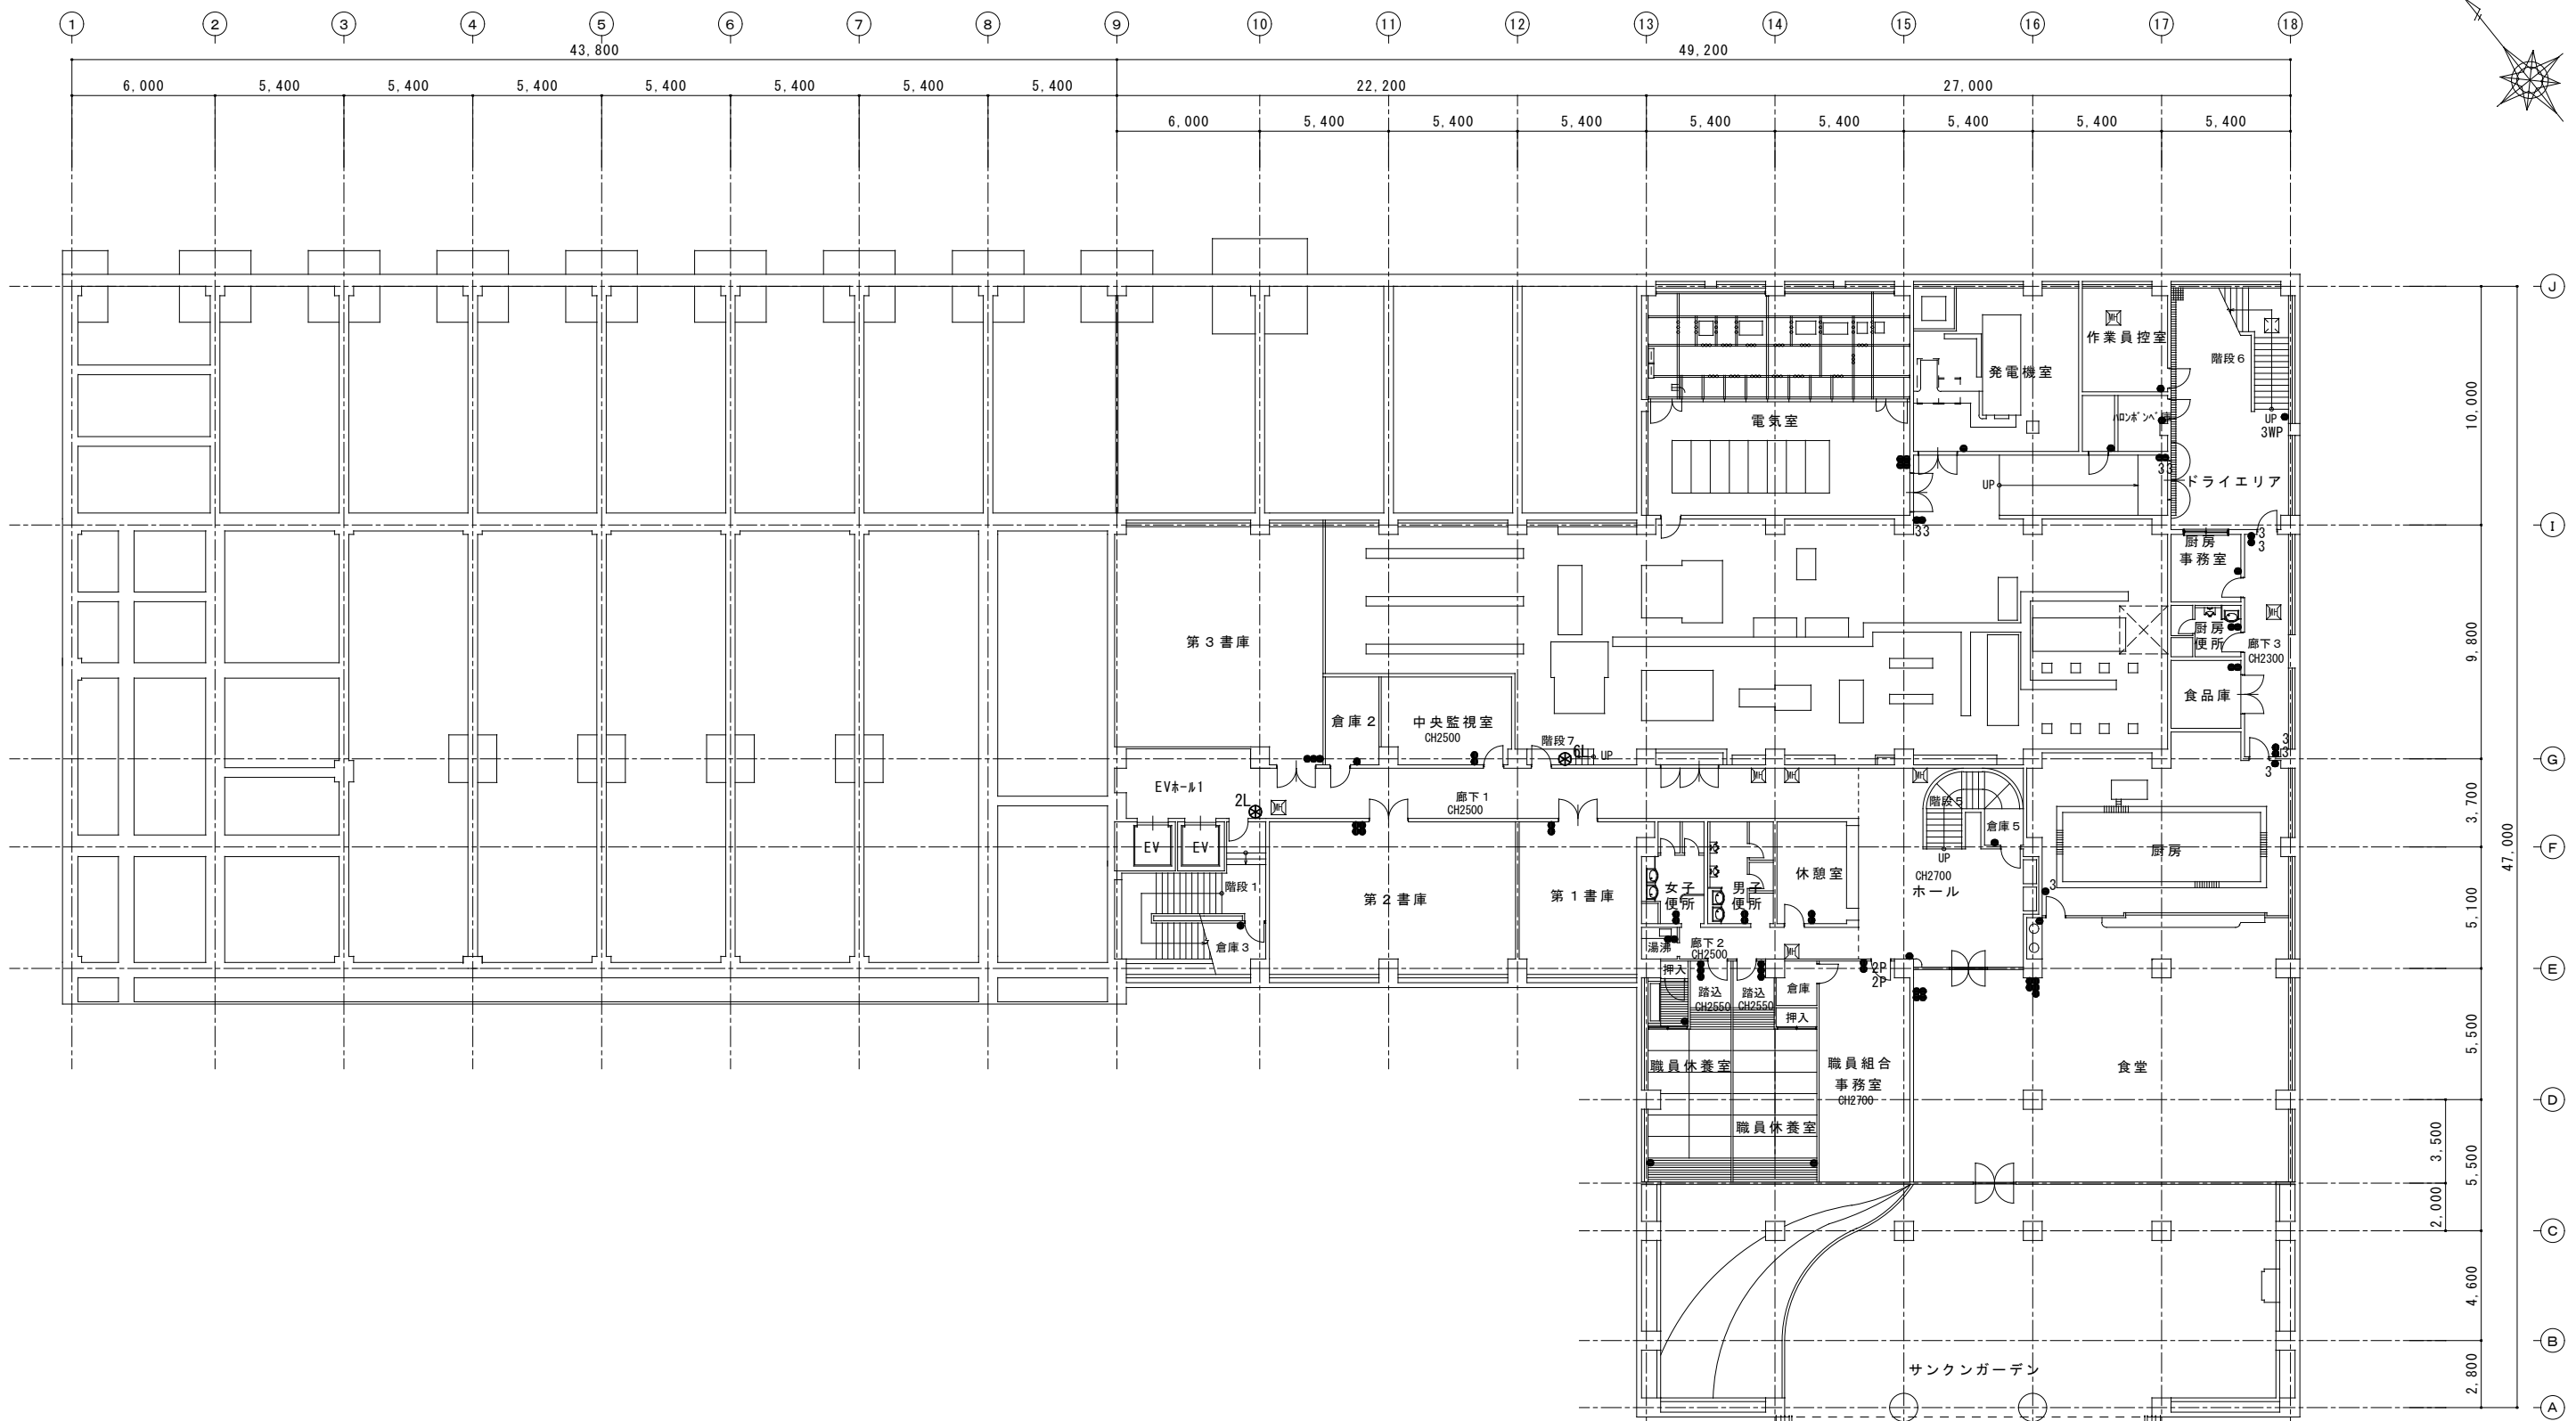 1 2 3 4 5 6 7 8 9 10 11 12 13 14 15 16 17 18
43,800 49,200
6,000 5,400 5,400 5,400 5,400 5,400 5,400 5,400 22,200 27,000
6,000 5,400 5,400 5,400 5,400 5,400 5,400 5,400 5,400
J
作業員控室
階段6
発電機室
電気室
UP
3WP
10,000
33
UP
ドライエリア
I
33
厨房
事務室
3
3
第3書庫
厨房
便所
廊下3
CH2300
9,800
食品庫
倉庫2
中央監視室
CH2500
階段7
6L
UP
3
3
G
3
EVホール1
2L
廊下1
CH2500
階段5
3,700
倉庫5
EV EV
厨房
F
UP
47,000
階段1
第2書庫
第1書庫
女子
便所
男子
便所
休憩室
CH2700
ホール
3
5,100
倉庫3
湯沸
廊下2
CH2500
E
押入
2P
2P
踏込
CH2550
踏込
CH2550
倉庫
押入
5,500
職員休養室
職員組合
事務室
CH2700
食堂
D
職員休養室
3,500
5,500
2,000
C
4,600
B
サンクンガーデン
2,800
A